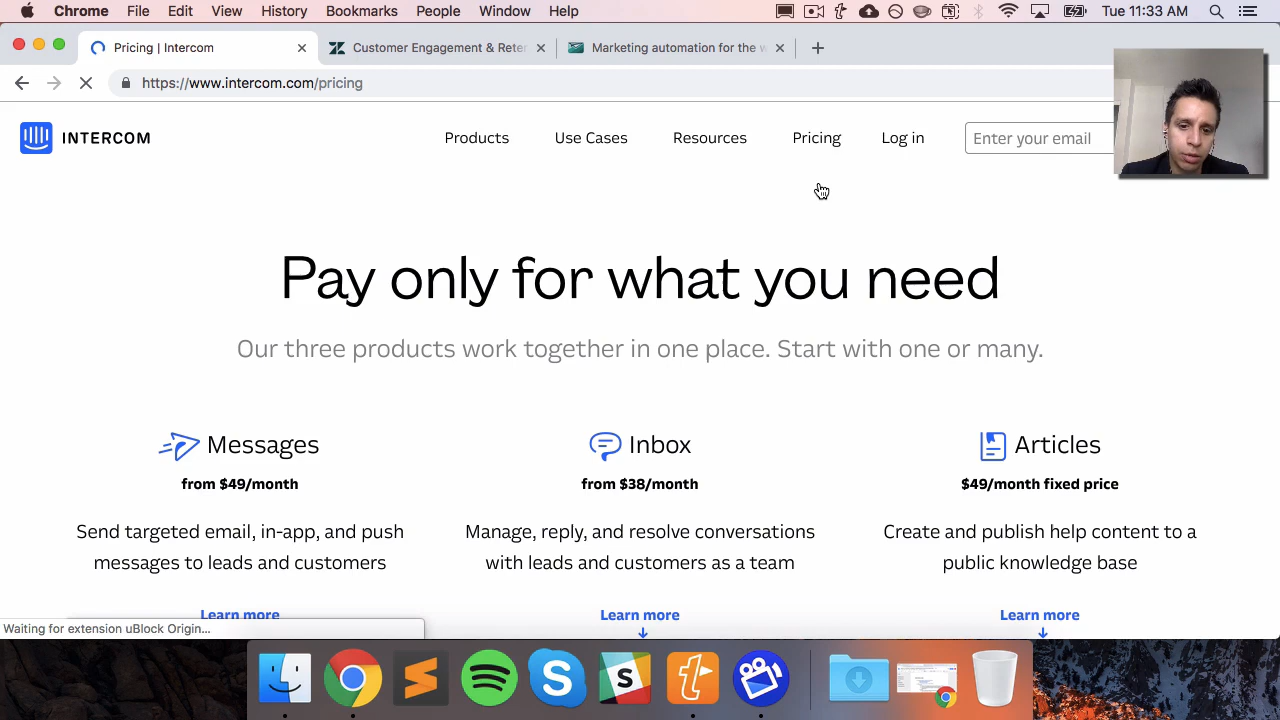 Chrome File Edit View History Bookmarks People Window Help Tue 11:33 AM
Pricing | Intercom Customer Engagement & Reter Marketing automation for the w
https://www.intercom.com/pricing
INTERCOM Products Use Cases Resources Pricing Log in Enter your email
Pay only for what you need
Our three products work together in one place. Start with one or many.
Messages Inbox Articles
from $49/month from $38/month $49/month fixed price
Send targeted email, in-app, and push Manage, reply, and resolve conversations Create and publish help content to a
messages to leads and customers with leads and customers as a team public knowledge base
Learn more Learn more Learn more
Waiting for extension uBlock Origin...